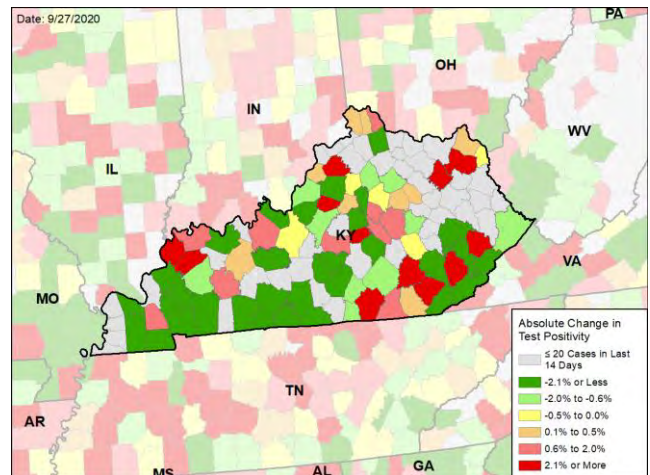 Date: 9/27/2020
PA
OH
IN
WV
IL
KY
VA
MO
TN
AR
MS
AL
GA
Absolute Change in
Test Positivity
≤ 20 Cases in Last
14 Days
-2.1% or Less
-2.0% to -0.6%
-0.5% to 0.0%
0.1% to 0.5%
0.6% to 2.0%
2.1% or More